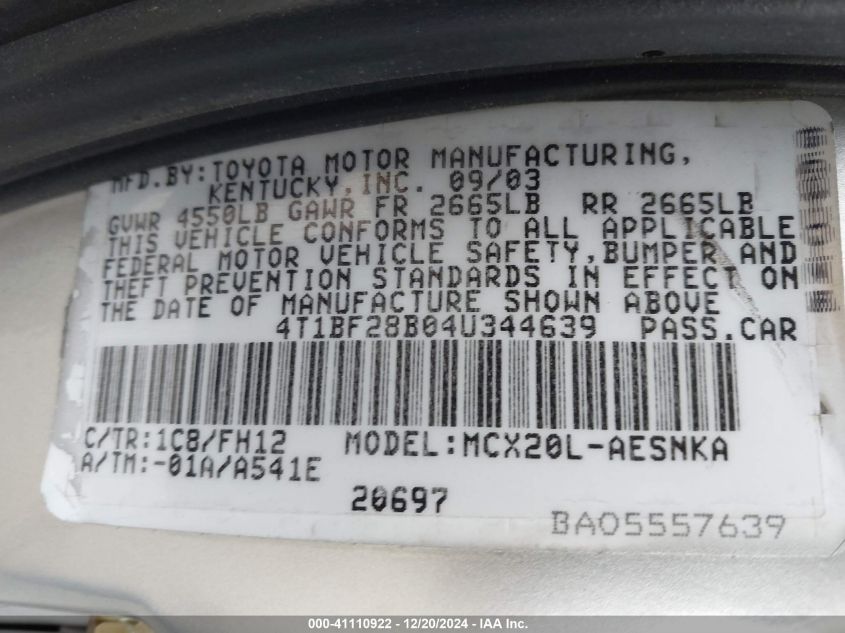 MFD.BY:TOYOTA MOTOR MANUFACTURING,
KENTUCKY,INC. 09/03
GVWR 4550LB GAWR FR 2665LB RR 2665LB
THIS VEHICLE CONFORMS TO ALL APPLICABLE
FEDERAL MOTOR VEHICLE SAFETY,BUMPER AND
THEFT PREVENTION STANDARDS IN EFFECT ON
THE DATE OF MANUFACTURE SHOWN ABOVE
4T1BF28B04U344639 PASS.CAR
C/TR:1C8/FH12 MODEL:MCX20L-AESNKA
A/TM:-01A/A541E
20697
BA05557639
000-41110922 / 12/20/2024 - IAA Inc.